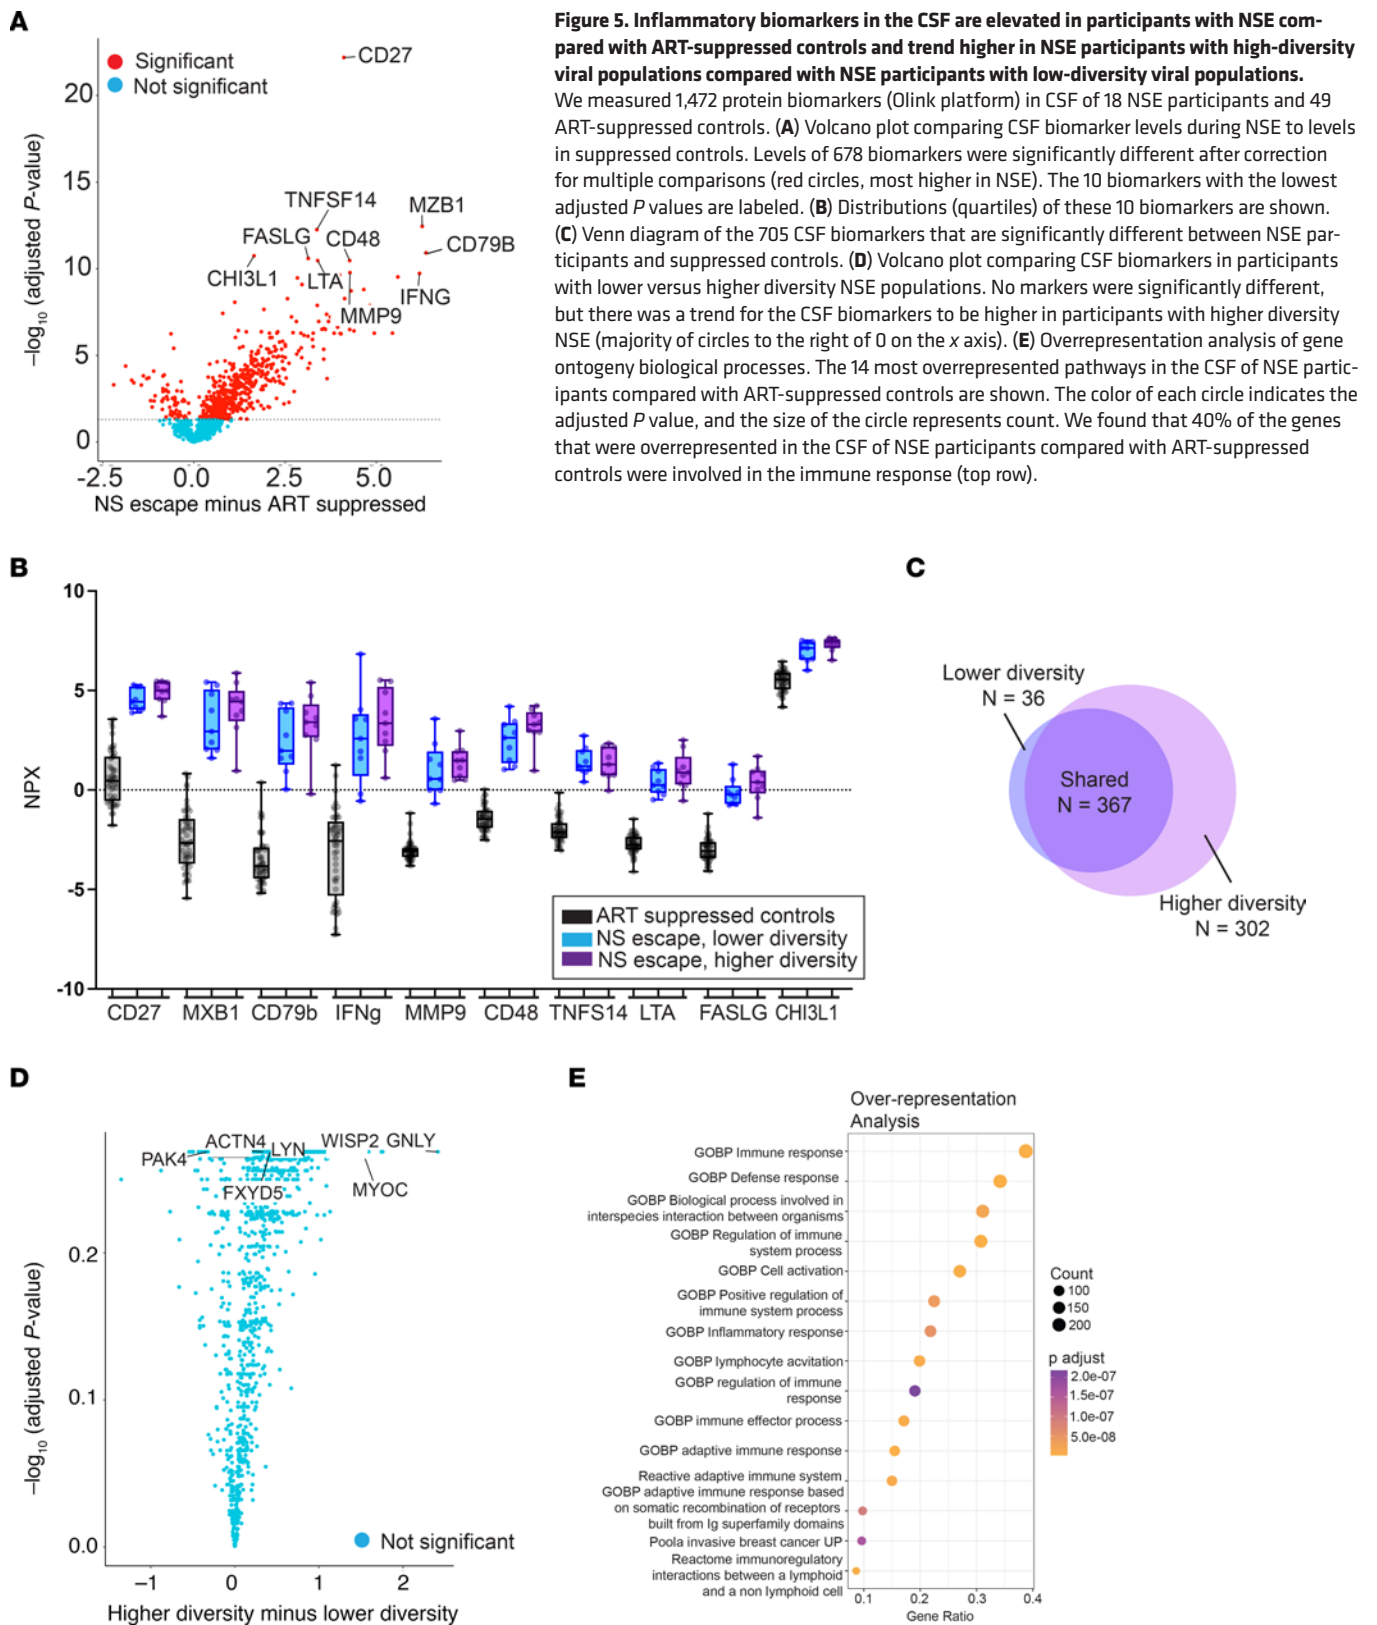 A
Significant
Not significant
CD27
TNFSF14
MZB1
FASLG
CD48
CD79B
CHI3L1
LTA
IFNG
MMP9
20
15
10
5
0
–log10 (adjusted P-value)
-2.5
0.0
2.5
5.0
NS escape minus ART suppressed
Figure 5. Inflammatory biomarkers in the CSF are elevated in participants with NSE com-
pared with ART-suppressed controls and trend higher in NSE participants with high-diversity
viral populations compared with NSE participants with low-diversity viral populations.
We measured 1,472 protein biomarkers (Olink platform) in CSF of 18 NSE participants and 49
ART-suppressed controls. (A) Volcano plot comparing CSF biomarker levels during NSE to levels
in suppressed controls. Levels of 678 biomarkers were significantly different after correction
for multiple comparisons (red circles, most higher in NSE). The 10 biomarkers with the lowest
adjusted P values are labeled. (B) Distributions (quartiles) of these 10 biomarkers are shown.
(C) Venn diagram of the 705 CSF biomarkers that are significantly different between NSE par-
ticipants and suppressed controls. (D) Volcano plot comparing CSF biomarkers in participants
with lower versus higher diversity NSE populations. No markers were significantly different,
but there was a trend for the CSF biomarkers to be higher in participants with higher diversity
NSE (majority of circles to the right of 0 on the x axis). (E) Overrepresentation analysis of gene
ontogeny biological processes. The 14 most overrepresented pathways in the CSF of NSE partic-
ipants compared with ART-suppressed controls are shown. The color of each circle indicates the
adjusted P value, and the size of the circle represents count. We found that 40% of the genes
that were overrepresented in the CSF of NSE participants compared with ART-suppressed
controls were involved in the immune response (top row).
B
10
5
0
-5
-10
NPX
ART suppressed controls
NS escape, lower diversity
NS escape, higher diversity
CD27
MXB1
CD79b
IFNg
MMP9
CD48
TNFS14
LTA
FASLG
CHI3L1
C
Lower diversity
N = 36
Shared
N = 367
Higher diversity
N = 302
D
ACTN4
LYN
WISP2
GNLY
PAK4
FXYD5
MYOC
0.2
0.1
0.0
–log10 (adjusted P-value)
Not significant
−1
0
1
2
Higher diversity minus lower diversity
E
Over-representation
Analysis
GOBP Immune response
GOBP Defense response
GOBP Biological process involved in
interspecies interaction between organisms
GOBP Regulation of immune
system process
GOBP Cell activation
GOBP Positive regulation of
immune system process
GOBP Inflammatory response
GOBP lymphocyte acvitation
GOBP regulation of immune
response
GOBP immune effector process
GOBP adaptive immune response
Reactive adaptive immune system
GOBP adaptive immune response based
on somatic recombination of receptors
built from Ig superfamily domains
Poola invasive breast cancer UP
Reactome immunoregulatory
interactions between a lymphoid
and a non lymphoid cell
0.1
0.2
0.3
0.4
Gene Ratio
Count
100
150
200
p adjust
2.0e-07
1.5e-07
1.0e-07
5.0e-08